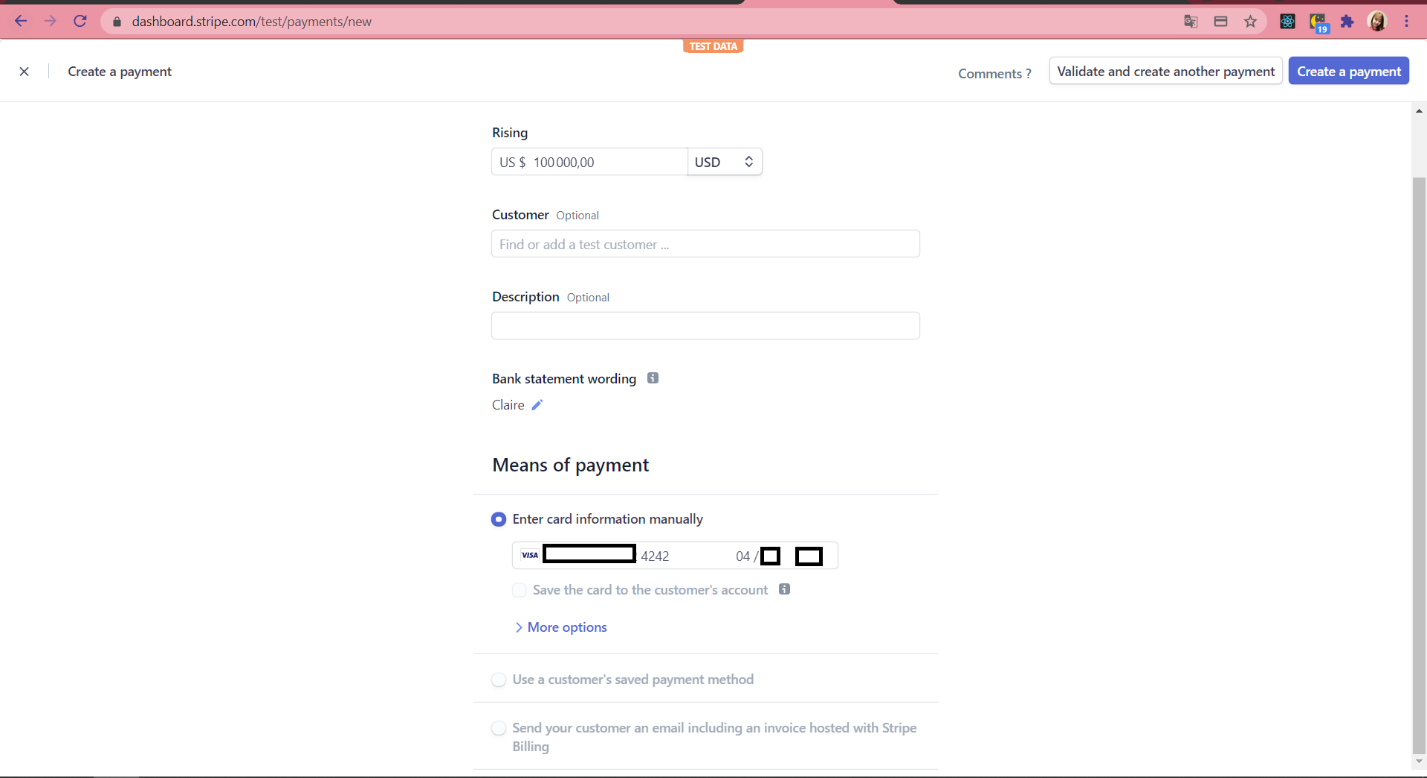 dashboard.stripe.com/test/payments/new
19
TEST DATA
Create a payment
Comments ?
Validate and create another payment
Create a payment
Rising
US $ 100 000,00
USD
Customer Optional
Find or add a test customer ...
Description Optional
Bank statement wording
Claire
Means of payment
Enter card information manually
VISA 4242 04 /
Save the card to the customer's account
More options
Use a customer's saved payment method
Send your customer an email including an invoice hosted with Stripe
Billing